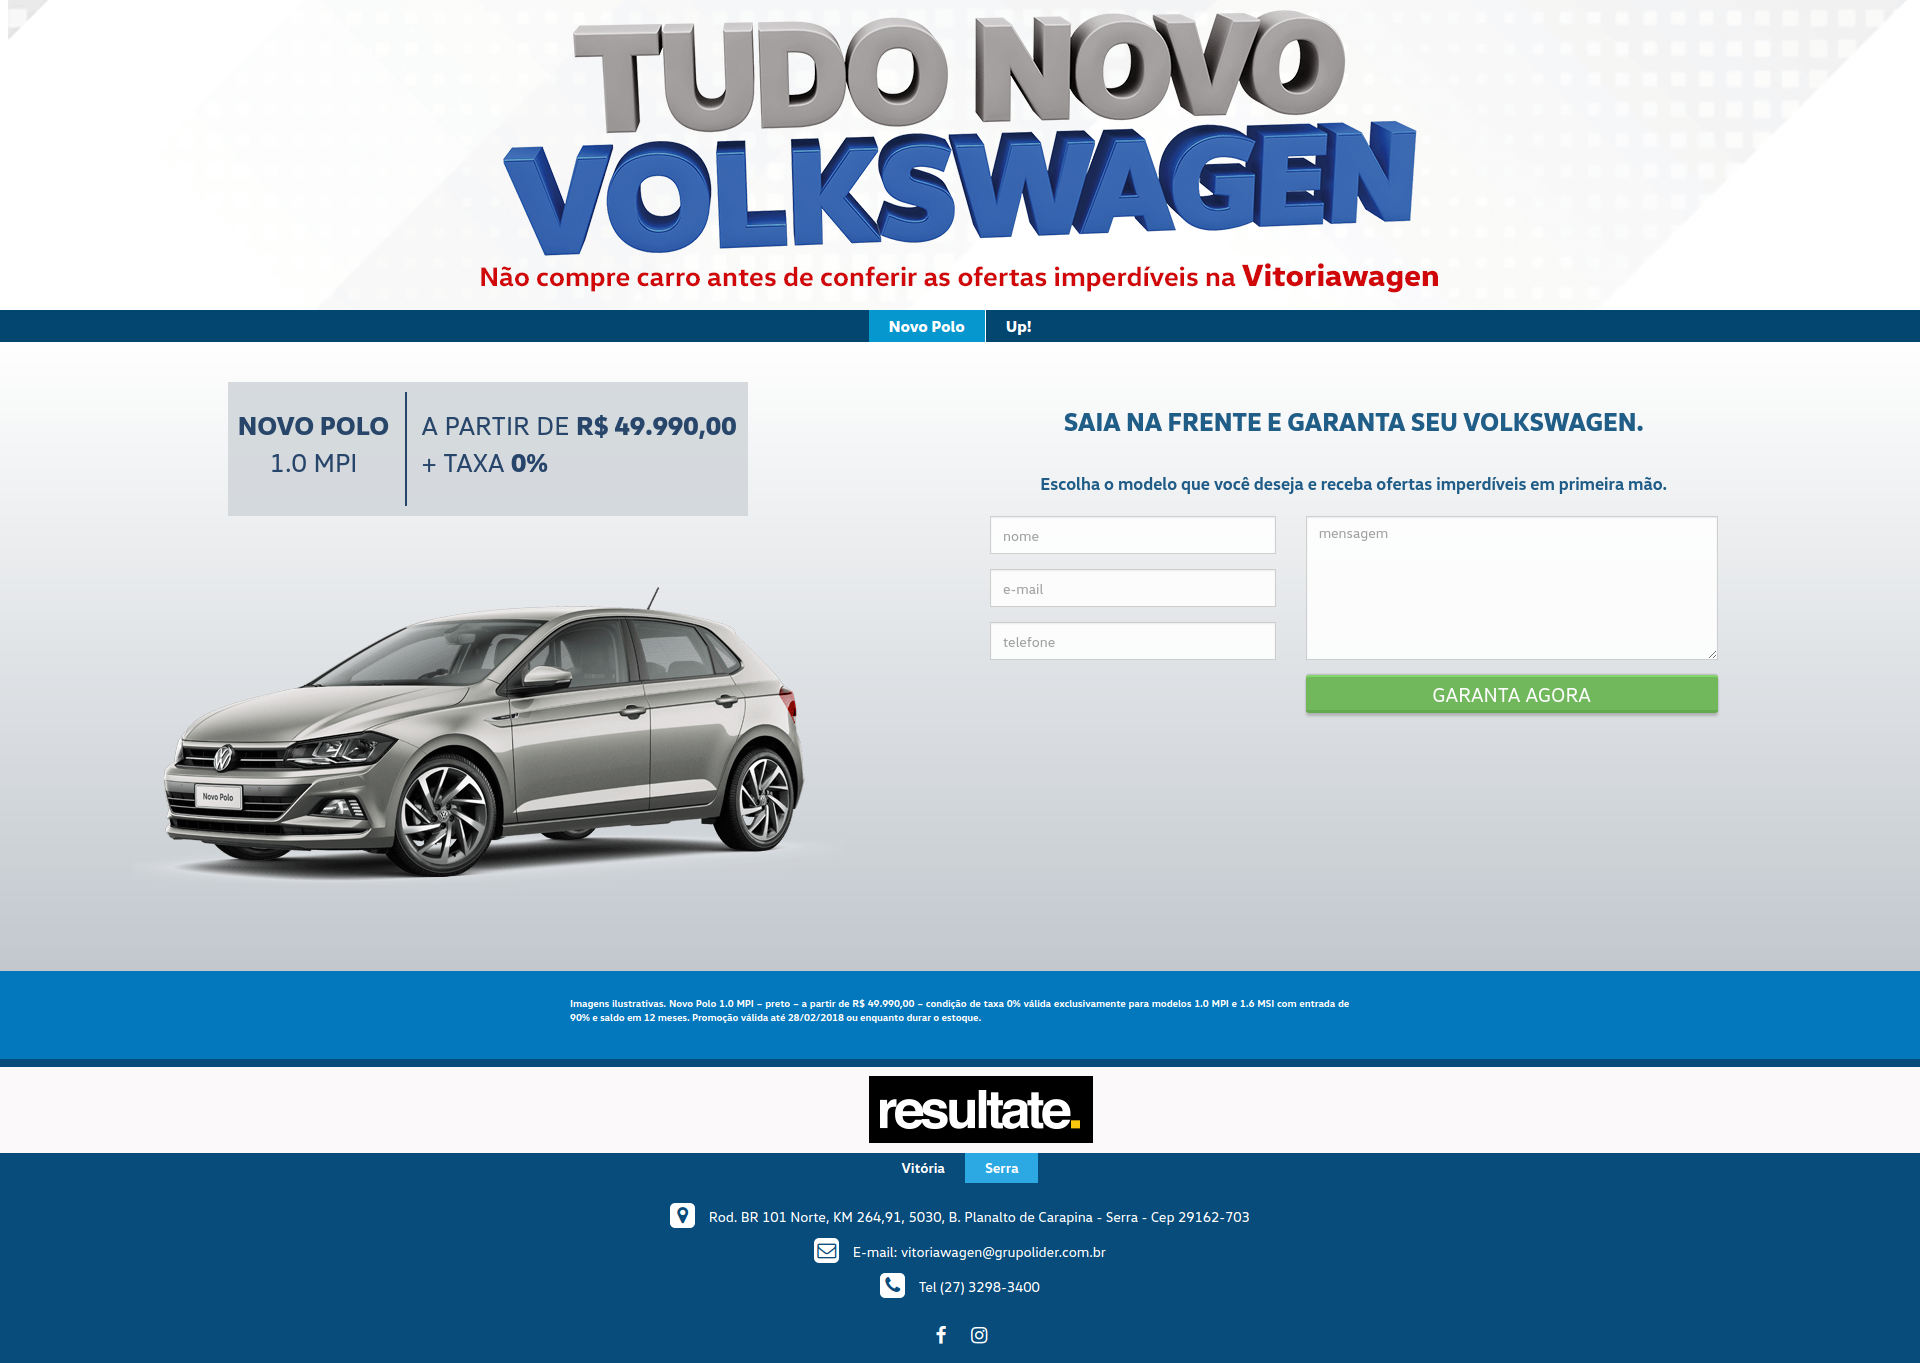 TUDO NOVO
VOLKSWAGEN
Não compre carro antes de conferir as ofertas imperdíveis na Vitoriawagen
Novo Polo
Up!
NOVO POLO
1.0 MPI
A PARTIR DE R$ 49.990,00
+ TAXA 0%
SAIA NA FRENTE E GARANTA SEU VOLKSWAGEN.
Escolha o modelo que você deseja e receba ofertas imperdíveis em primeira mão.
nome
e-mail
telefone
mensagem
GARANTA AGORA
Novo Polo
Imagens ilustrativas. Novo Polo 1.0 MPI – preto – a partir de R$ 49.990,00 – condição de taxa 0% válida exclusivamente para modelos 1.0 MPI e 1.6 MSI com entrada de
90% e saldo em 12 meses. Promoção válida até 28/02/2018 ou enquanto durar o estoque.
resultate.
Vitória
Serra
Rod. BR 101 Norte, KM 264,91, 5030, B. Planalto de Carapina - Serra - Cep 29162-703
E-mail: vitoriawagen@grupolider.com.br
Tel (27) 3298-3400